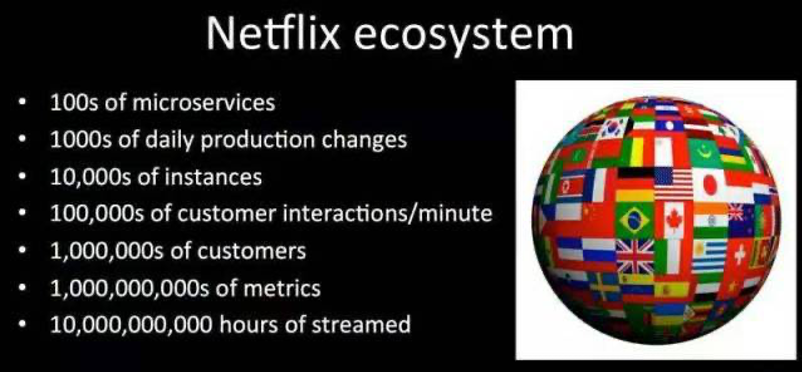 Netflix ecosystem
• 100s of microservices
• 1000s of daily production changes
• 10,000s of instances
• 100,000s of customer interactions/minute
• 1,000,000s of customers
• 1,000,000,000s of metrics
• 10,000,000,000 hours of streamed